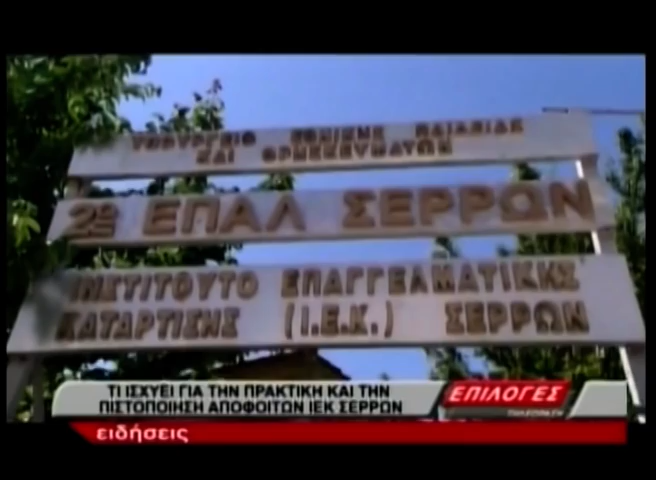 ΥΠΟΥΡΓΕΙΟ ΕΘΝΙΚΗΣ ΠΑΙΔΕΙΑΣ
ΚΑΙ ΘΡΗΣΚΕΥΜΑΤΩΝ
2ο ΕΠΑΛ ΣΕΡΡΩΝ
ΙΝΣΤΙΤΟΥΤΟ ΕΠΑΓΓΕΛΜΑΤΙΚΗΣ
ΚΑΤΑΡΤΙΣΗΣ (Ι.Ε.Κ.) ΣΕΡΡΩΝ
ΤΙ ΙΣΧΥΕΙ ΓΙΑ ΤΗΝ ΠΡΑΚΤΙΚΗ ΚΑΙ ΤΗΝ
ΠΙΣΤΟΠΟΙΗΣΗ ΑΠΟΦΟΙΤΩΝ ΙΕΚ ΣΕΡΡΩΝ
ΕΠΙΛΟΓΕΣ
ΤΗΛΕΟΡΑΣΗ
ειδήσεις